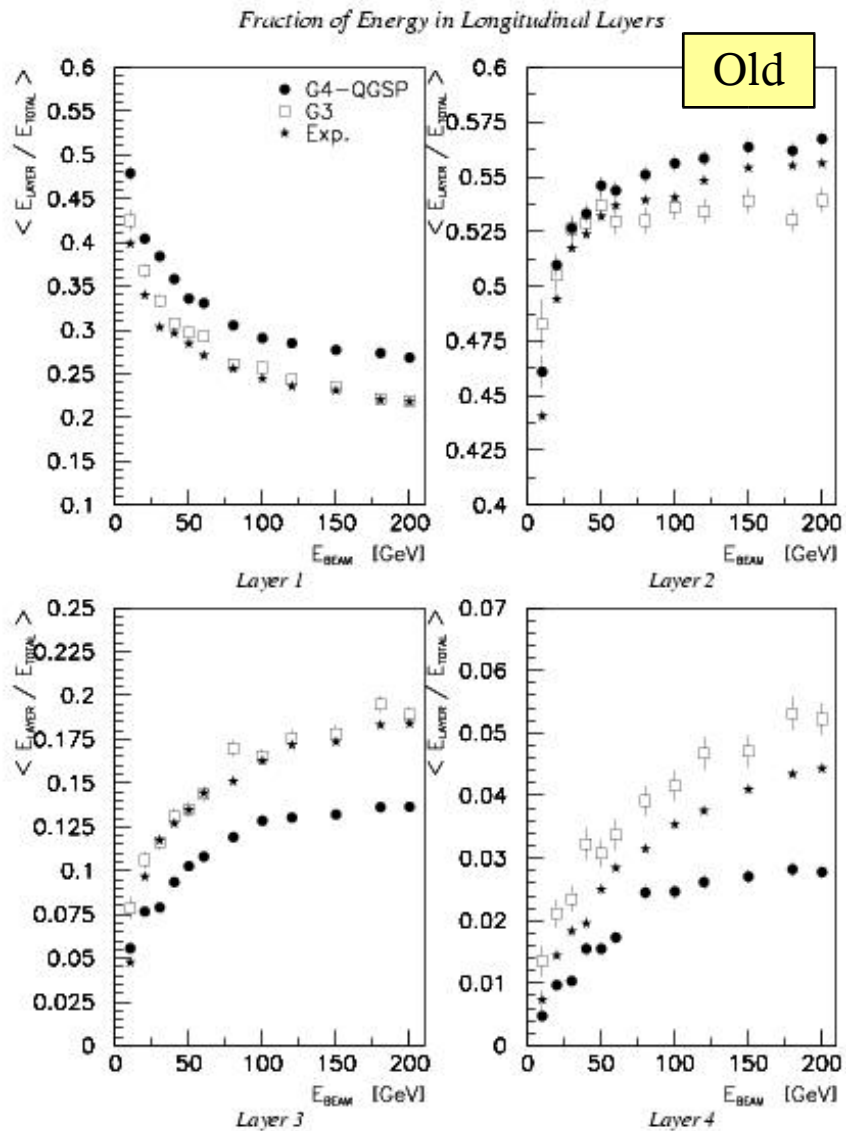 Fraction of Energy in Longitudinal Layers
Old
< E_LAYER / E_TOTAL >
0.6
0.55
0.5
0.45
0.4
0.35
0.3
0.25
0.2
0.15
0.1
● G4-QGSP
□ G3
★ Exp.
0 50 100 150 200
E_BEAM [GeV]
Layer 1
< E_LAYER / E_TOTAL >
0.6
0.575
0.55
0.525
0.5
0.475
0.45
0.425
0.4
0 50 100 150 200
E_BEAM [GeV]
Layer 2
< E_LAYER / E_TOTAL >
0.25
0.225
0.2
0.175
0.15
0.125
0.1
0.075
0.05
0.025
0
0 50 100 150 200
E_BEAM [GeV]
Layer 3
< E_LAYER / E_TOTAL >
0.07
0.06
0.05
0.04
0.03
0.02
0.01
0
0 50 100 150 200
E_BEAM [GeV]
Layer 4